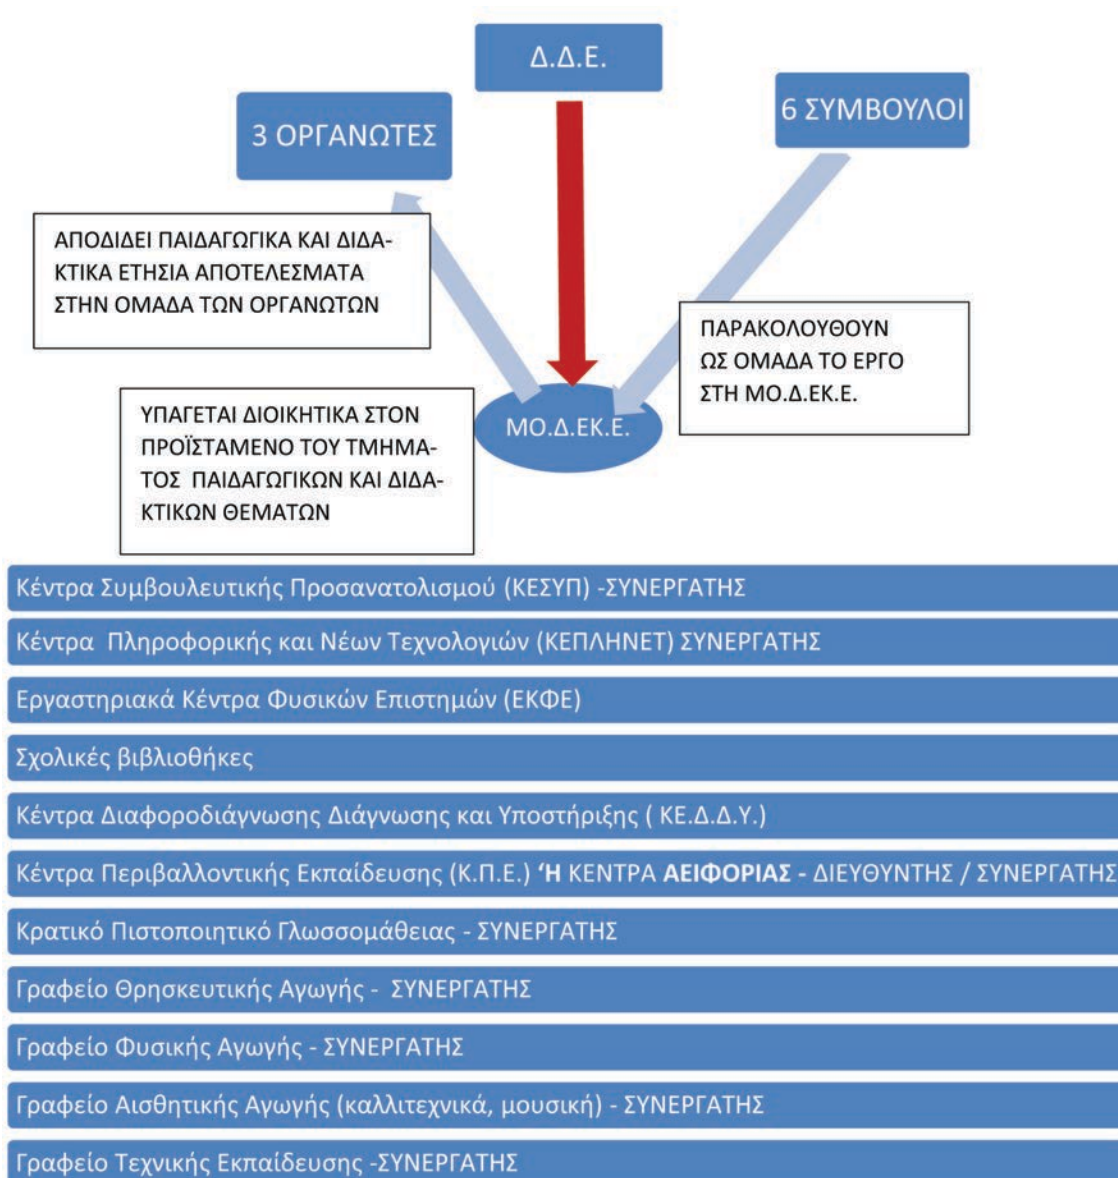 Δ.Δ.Ε.
3 ΟΡΓΑΝΩΤΕΣ
6 ΣΥΜΒΟΥΛΟΙ
ΑΠΟΔΙΔΕΙ ΠΑΙΔΑΓΩΓΙΚΑ ΚΑΙ ΔΙΔΑ-
ΚΤΙΚΑ ΕΤΗΣΙΑ ΑΠΟΤΕΛΕΣΜΑΤΑ
ΣΤΗΝ ΟΜΑΔΑ ΤΩΝ ΟΡΓΑΝΩΤΩΝ
ΠΑΡΑΚΟΛΟΥΘΟΥΝ
ΩΣ ΟΜΑΔΑ ΤΟ ΕΡΓΟ
ΣΤΗ ΜΟ.Δ.ΕΚ.Ε.
ΥΠΑΓΕΤΑΙ ΔΙΟΙΚΗΤΙΚΑ ΣΤΟΝ
ΠΡΟΪΣΤΑΜΕΝΟ ΤΟΥ ΤΜΗΜΑ-
ΤΟΣ ΠΑΙΔΑΓΩΓΙΚΩΝ ΚΑΙ ΔΙΔΑ-
ΚΤΙΚΩΝ ΘΕΜΑΤΩΝ
ΜΟ.Δ.ΕΚ.Ε.
Κέντρα Συμβουλευτικής Προσανατολισμού (ΚΕΣΥΠ) -ΣΥΝΕΡΓΑΤΗΣ
Κέντρα Πληροφορικής και Νέων Τεχνολογιών (ΚΕΠΛΗΝΕΤ) ΣΥΝΕΡΓΑΤΗΣ
Εργαστηριακά Κέντρα Φυσικών Επιστημών (ΕΚΦΕ)
Σχολικές βιβλιοθήκες
Κέντρα Διαφοροδιάγνωσης Διάγνωσης και Υποστήριξης ( ΚΕ.Δ.Δ.Υ.)
Κέντρα Περιβαλλοντικής Εκπαίδευσης (Κ.Π.Ε.) ‘Η ΚΕΝΤΡΑ ΑΕΙΦΟΡΙΑΣ - ΔΙΕΥΘΥΝΤΗΣ / ΣΥΝΕΡΓΑΤΗΣ
Κρατικό Πιστοποιητικό Γλωσσομάθειας - ΣΥΝΕΡΓΑΤΗΣ
Γραφείο Θρησκευτικής Αγωγής - ΣΥΝΕΡΓΑΤΗΣ
Γραφείο Φυσικής Αγωγής - ΣΥΝΕΡΓΑΤΗΣ
Γραφείο Αισθητικής Αγωγής (καλλιτεχνικά, μουσική) - ΣΥΝΕΡΓΑΤΗΣ
Γραφείο Τεχνικής Εκπαίδευσης -ΣΥΝΕΡΓΑΤΗΣ